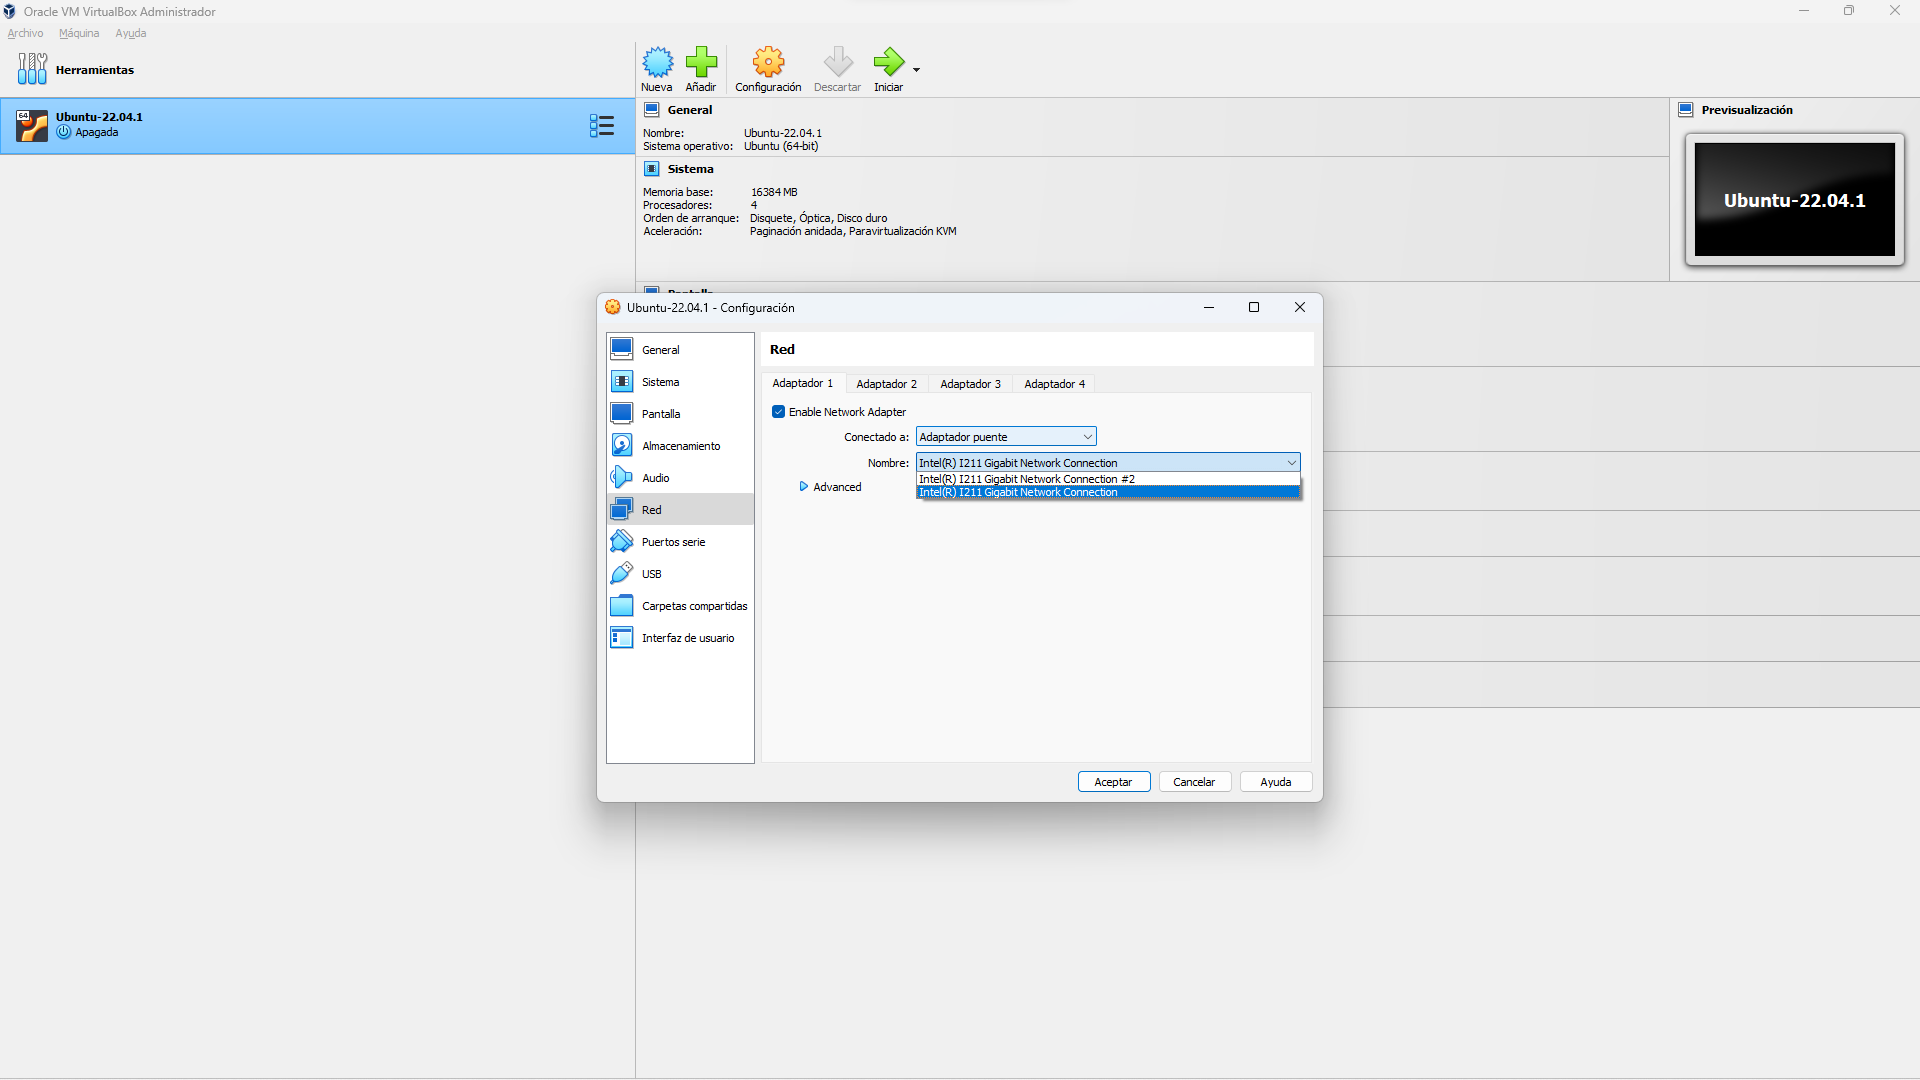 Oracle VM VirtualBox Administrador
Archivo Máquina Ayuda
Herramientas
Nueva Añadir Configuración Descartar Iniciar
64
Ubuntu-22.04.1
Apagada
General
Nombre: Ubuntu-22.04.1
Sistema operativo: Ubuntu (64-bit)
Sistema
Memoria base: 16384 MB
Procesadores: 4
Orden de arranque: Disquete, Óptica, Disco duro
Aceleración: Paginación anidada, Paravirtualización KVM
Previsualización
Ubuntu-22.04.1
Ubuntu-22.04.1 - Configuración
General
Sistema
Pantalla
Almacenamiento
Audio
Red
Puertos serie
USB
Carpetas compartidas
Interfaz de usuario
Red
Adaptador 1 Adaptador 2 Adaptador 3 Adaptador 4
Enable Network Adapter
Conectado a: Adaptador puente
Nombre: Intel(R) I211 Gigabit Network Connection
Intel(R) I211 Gigabit Network Connection #2
Intel(R) I211 Gigabit Network Connection
Advanced
Aceptar Cancelar Ayuda